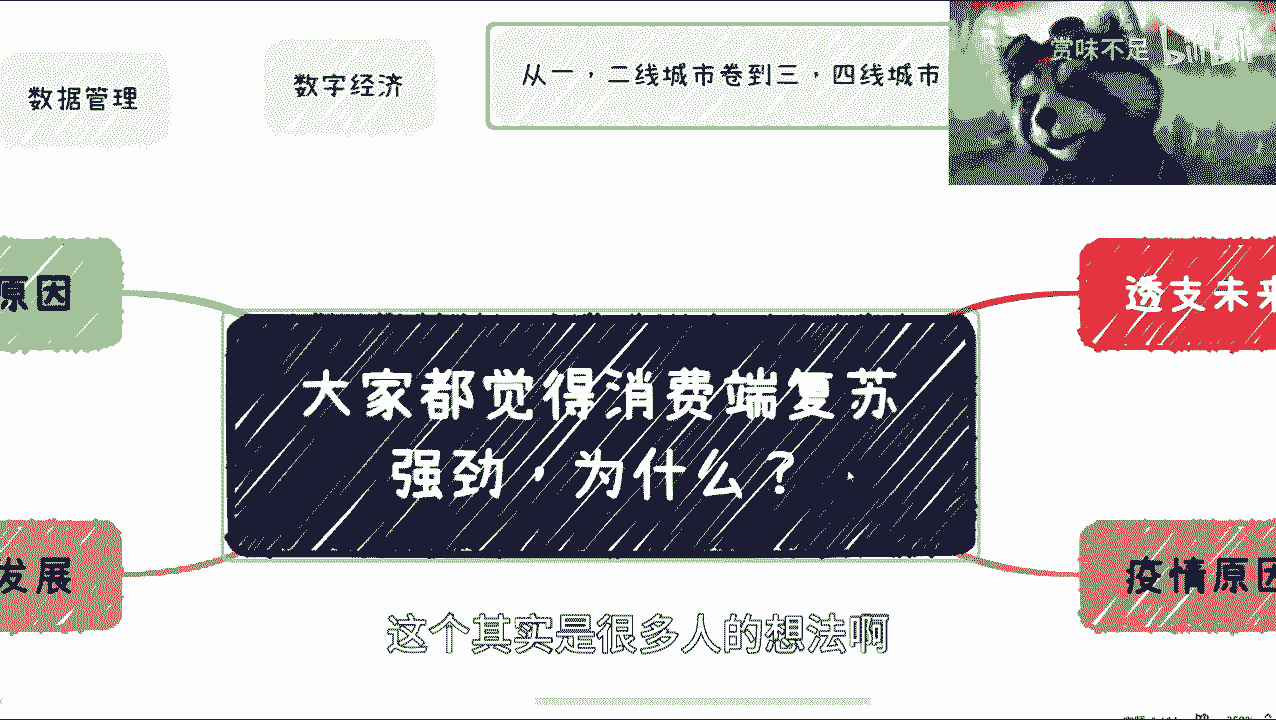 数据管理
数字经济
从一，二线城市卷到三，四线城市
赏味不足 bilibili
原因
透支未来
大家都觉得消费端复苏
强劲，为什么？
发展
疫情原因
这个其实是很多人的想法啊